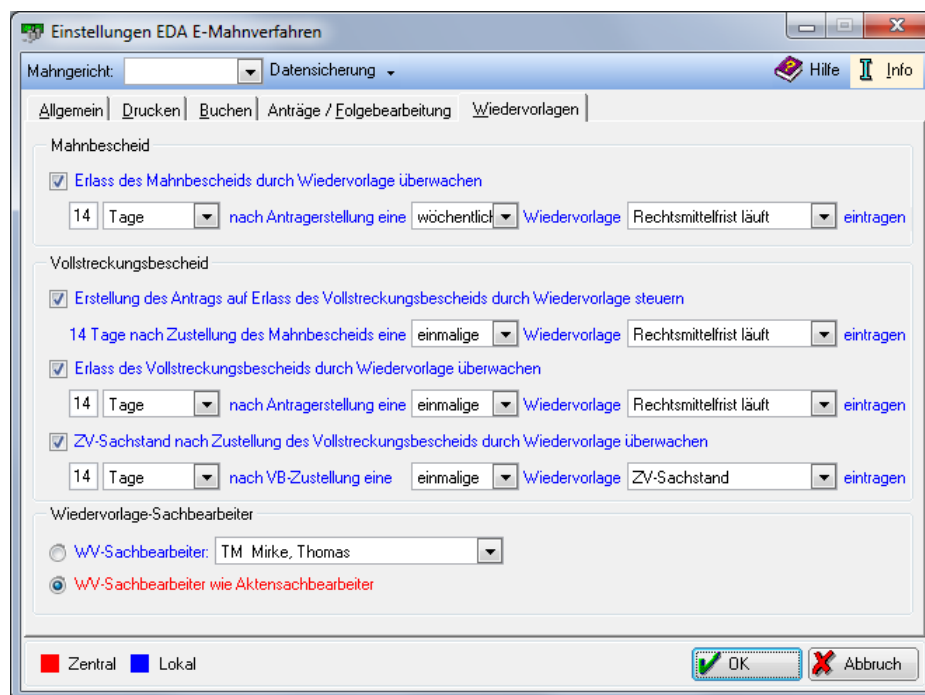 Einstellungen EDA E-Mahnverfahren
Mahngericht: Datensicherung Hilfe Info
Allgemein Drucken Buchen Anträge / Folgebearbeitung Wiedervorlagen
Mahnbescheid
Erlass des Mahnbescheids durch Wiedervorlage überwachen
14 Tage nach Antragerstellung eine wöchentlich Wiedervorlage Rechtsmittelfrist läuft eintragen
Vollstreckungsbescheid
Erstellung des Antrags auf Erlass des Vollstreckungsbescheids durch Wiedervorlage steuern
14 Tage nach Zustellung des Mahnbescheids eine einmalige Wiedervorlage Rechtsmittelfrist läuft eintragen
Erlass des Vollstreckungsbescheids durch Wiedervorlage überwachen
14 Tage nach Antragerstellung eine einmalige Wiedervorlage Rechtsmittelfrist läuft eintragen
ZV-Sachstand nach Zustellung des Vollstreckungsbescheids durch Wiedervorlage überwachen
14 Tage nach VB-Zustellung eine einmalige Wiedervorlage ZV-Sachstand eintragen
Wiedervorlage-Sachbearbeiter
WV-Sachbearbeiter: TM Mirke, Thomas
WV-Sachbearbeiter wie Aktensachbearbeiter
Zentral Lokal OK Abbruch